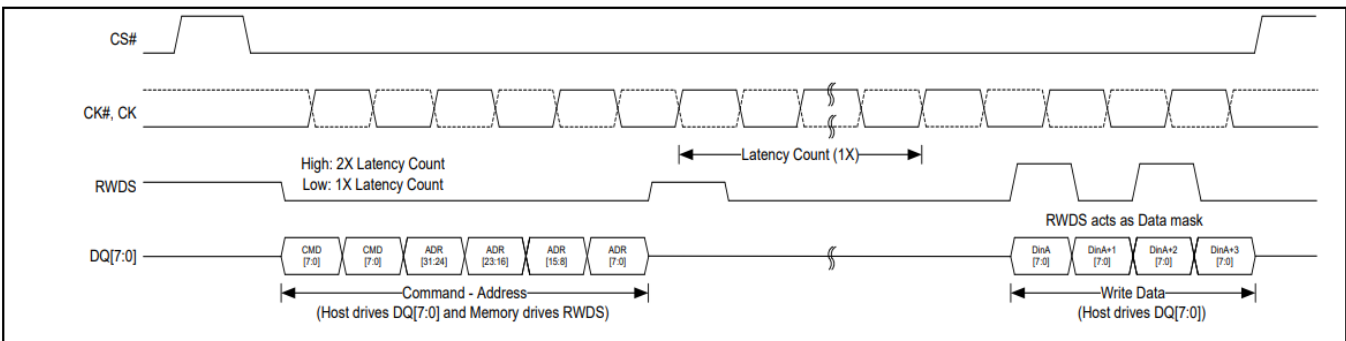 CS#
CK#, CK
Latency Count (1X)
High: 2X Latency Count
Low: 1X Latency Count
RWDS
RWDS acts as Data mask
DQ[7:0]
CMD [7:0] CMD [7:0] ADR [31:24] ADR [23:16] ADR [15:8] ADR [7:0] DinA [7:0] DinA+1 [7:0] DinA+2 [7:0] DinA+3 [7:0]
Command - Address Write Data
(Host drives DQ[7:0] and Memory drives RWDS) (Host drives DQ[7:0])